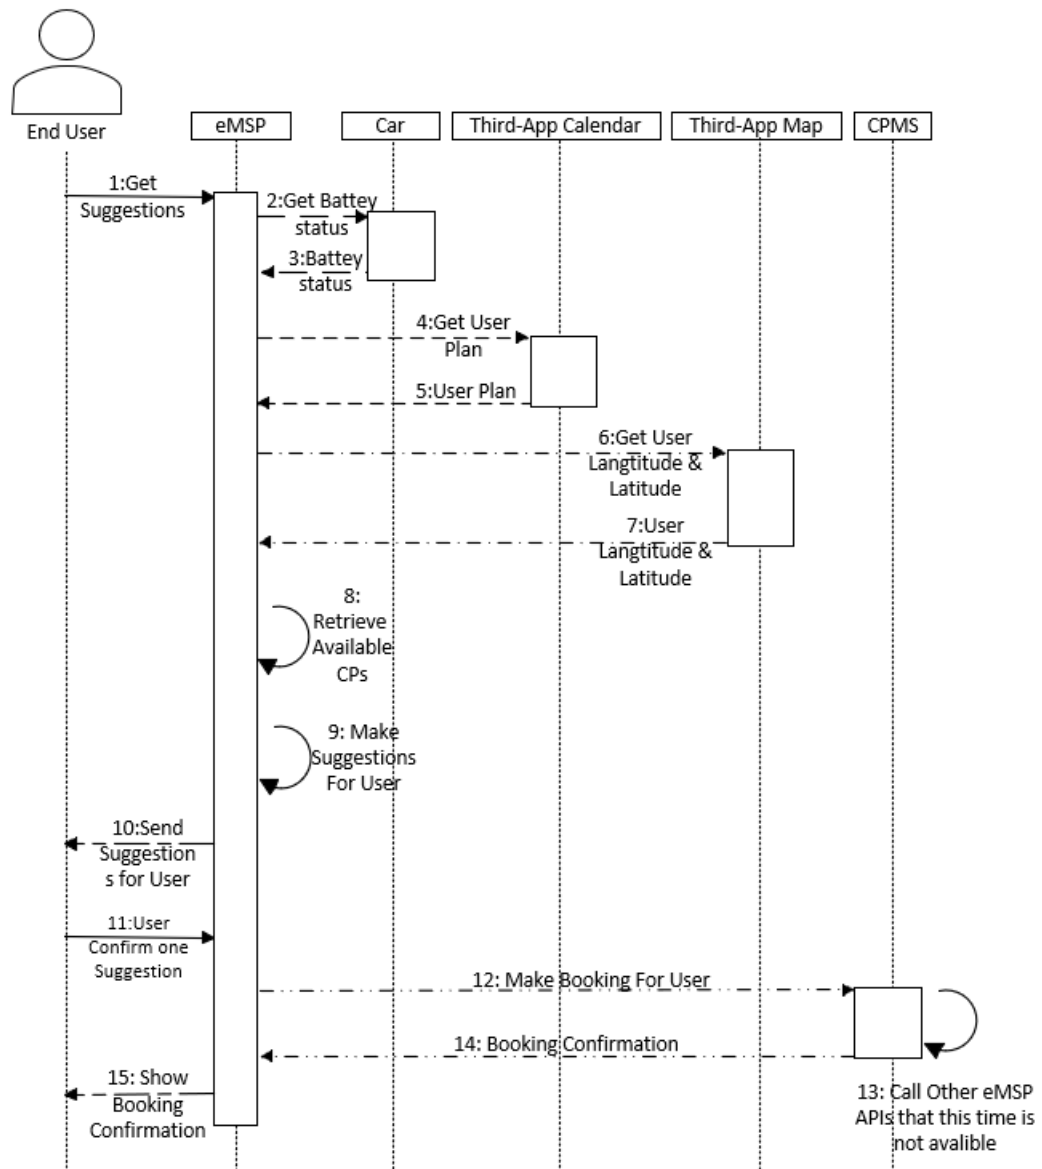 End User
eMSP
Car
Third-App Calendar
Third-App Map
CPMS
1:Get
Suggestions
2:Get Battey
status
3:Battey
status
4:Get User
Plan
5:User Plan
6:Get User
Langtitude &
Latitude
7:User
Langtitude &
Latitude
8:
Retrieve
Available
CPs
9: Make
Suggestions
For User
10:Send
Suggestion
s for User
11:User
Confirm one
Suggestion
12: Make Booking For User
14: Booking Confirmation
13: Call Other eMSP
APIs that this time is
not avalible
15: Show
Booking
Confirmation